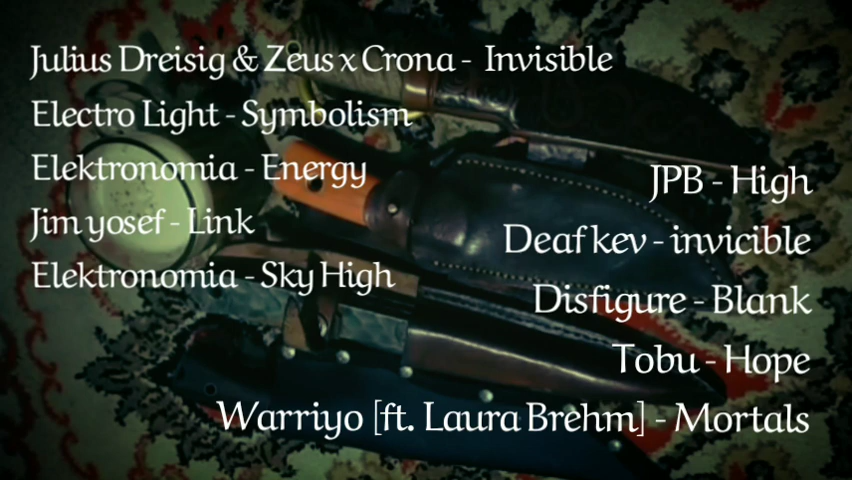 Julius Dreisig & Zeus x Crona - Invisible
Electro Light - Symbolism
Elektronomia - Energy
Jim yosef - Link
Elektronomia - Sky High
JPB - High
Deaf kev - invicible
Disfigure - Blank
Tobu - Hope
Warriyo [ft. Laura Brehm] - Mortals